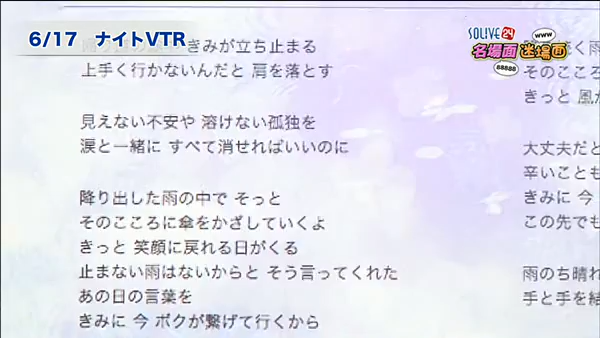 6/17 ナイトVTR
SOLiVE24
名場面 迷場面
www
88888
きみが立ち止まる
上手く行かないんだと 肩を落とす
見えない不安や 溶けない孤独を
涙と一緒に すべて消せればいいのに
降り出した雨の中で そっと
そのこころに傘をかざしていくよ
きっと 笑顔に戻れる日がくる
止まない雨はないからと そう言ってくれた
あの日の言葉を
きみに 今 ボクが繋げて行くから
雨
そのこころ
きっと 風
大丈夫だと
辛いことも
きみに 今
この先でも
雨のち晴れ
手と手を結